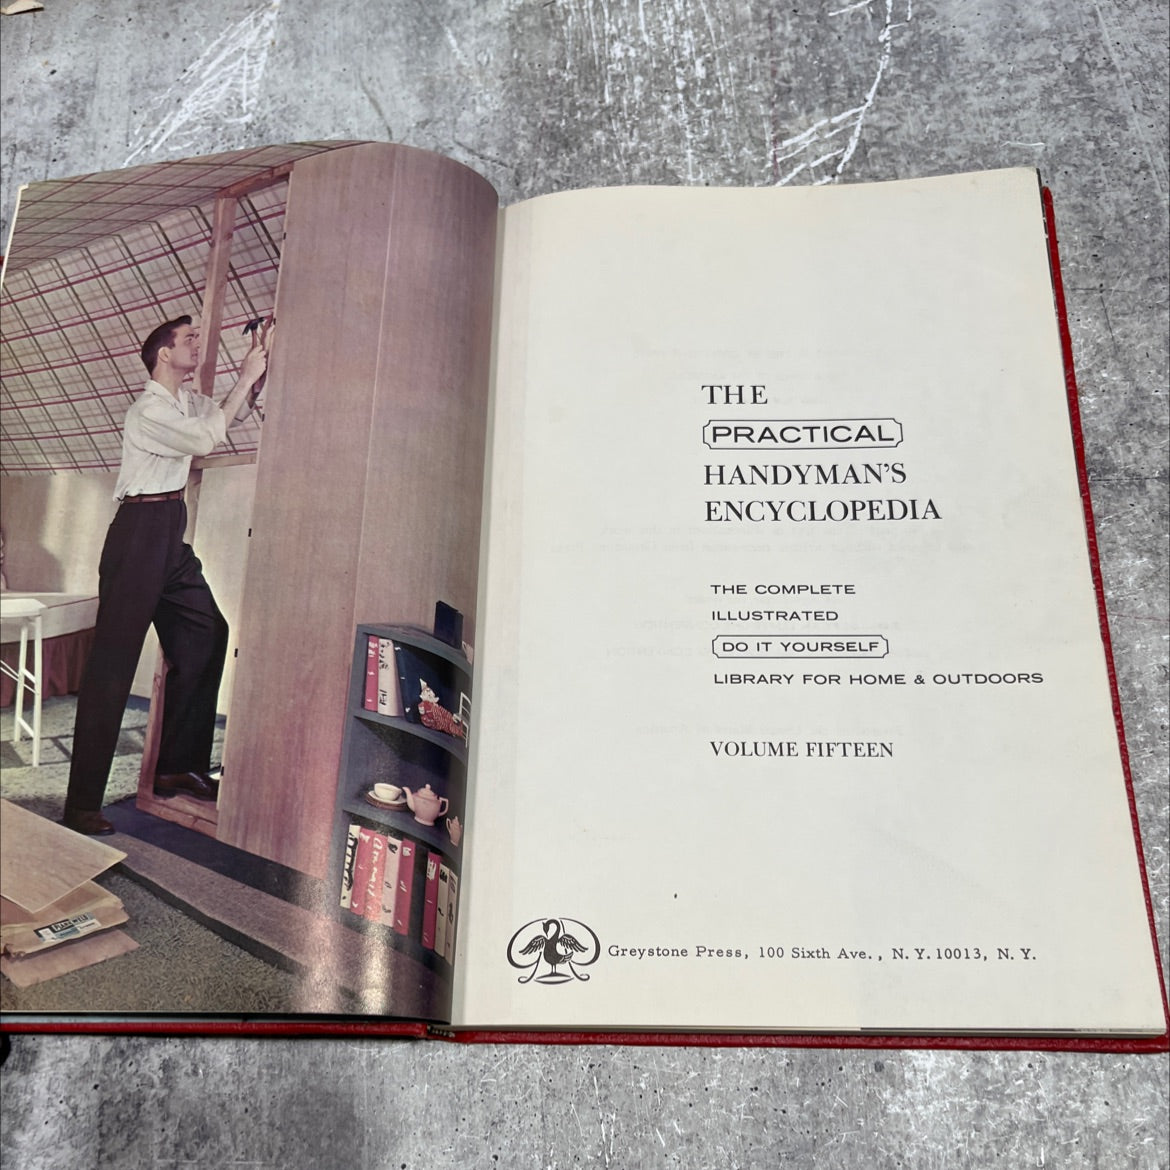 THE
PRACTICAL
HANDYMAN'S
ENCYCLOPEDIA
THE COMPLETE
ILLUSTRATED
DO IT YOURSELF
LIBRARY FOR HOME & OUTDOORS
VOLUME FIFTEEN
Greystone Press, 100 Sixth Ave., N. Y. 10013, N. Y.